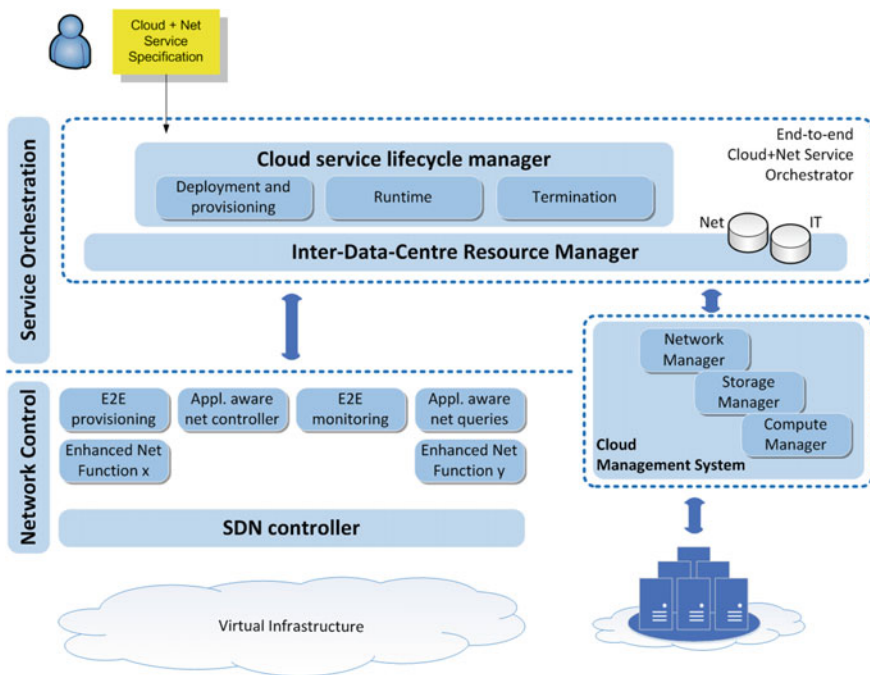 Cloud + Net
Service
Specification
Service Orchestration
End-to-end
Cloud+Net Service
Orchestrator
Cloud service lifecycle manager
Deployment and
provisioning
Runtime
Termination
Net
IT
Inter-Data-Centre Resource Manager
Network Control
E2E
provisioning
Appl. aware
net controller
E2E
monitoring
Appl. aware
net queries
Enhanced Net
Function x
Enhanced Net
Function y
SDN controller
Network
Manager
Storage
Manager
Compute
Manager
Cloud
Management System
Virtual Infrastructure